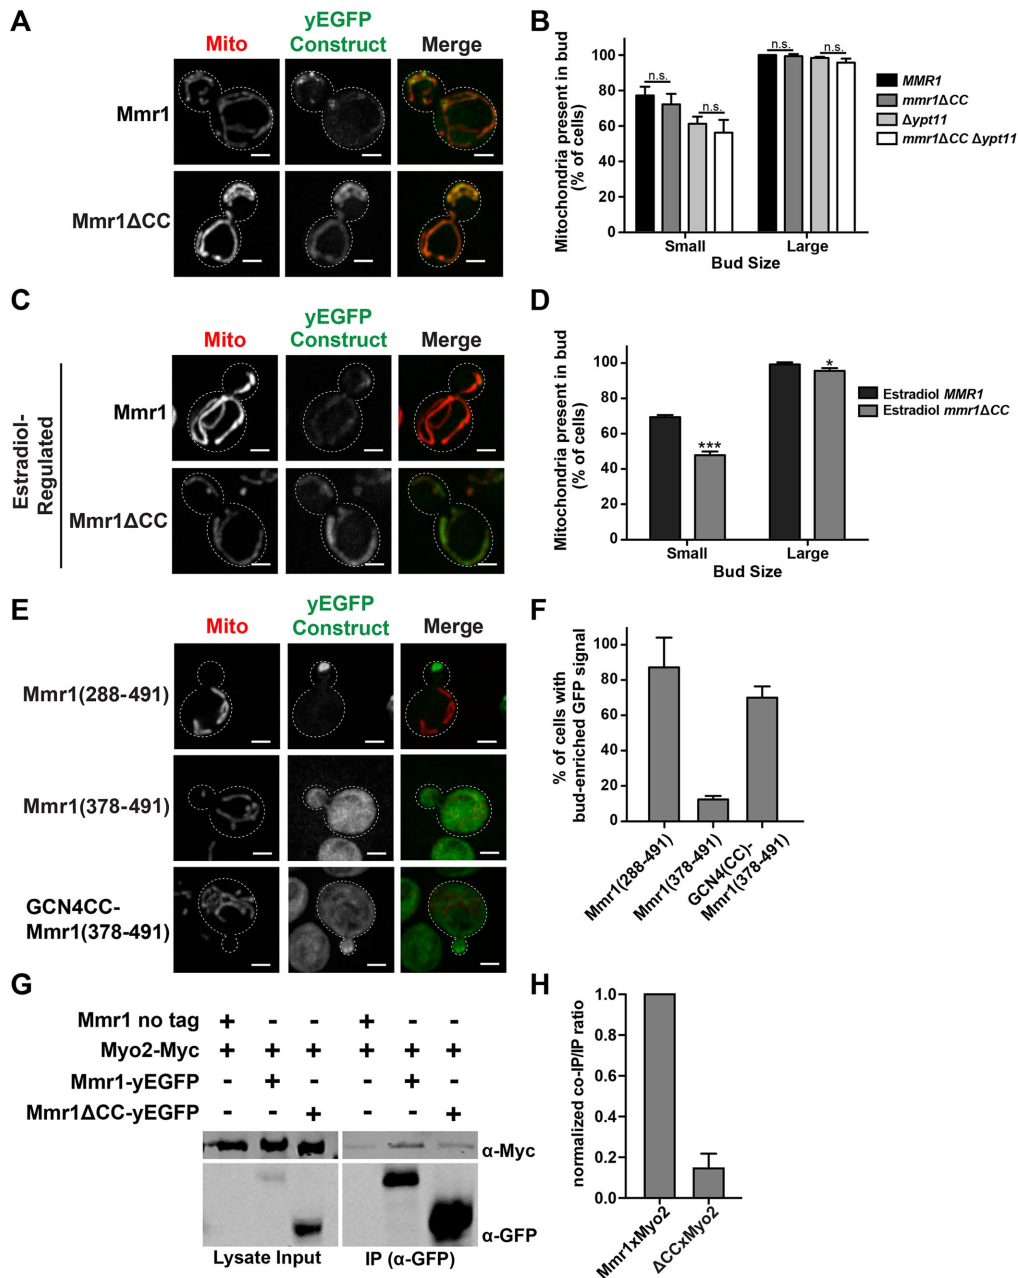 A
Mito
yEGFP
Construct
Merge
Mmr1
Mmr1ΔCC
B
Mitochondria present in bud
(% of cells)
100
80
60
40
20
0
n.s.
n.s.
n.s.
n.s.
Small
Large
Bud Size
MMR1
mmr1ΔCC
Δypt11
mmr1ΔCC Δypt11
C
Estradiol-
Regulated
Mito
yEGFP
Construct
Merge
Mmr1
Mmr1ΔCC
D
Mitochondria present in bud
(% of cells)
100
80
60
40
20
0
***
*
Small
Large
Bud Size
Estradiol MMR1
Estradiol mmr1ΔCC
E
Mito
yEGFP
Construct
Merge
Mmr1(288-491)
Mmr1(378-491)
GCN4CC-
Mmr1(378-491)
F
% of cells with
bud-enriched GFP signal
100
80
60
40
20
0
Mmr1(288-491)
Mmr1(378-491)
GCN4(CC)-
Mmr1(378-491)
G
Mmr1 no tag + - - + - -
Myo2-Myc + + + + + +
Mmr1-yEGFP - + - - + -
Mmr1ΔCC-yEGFP - - + - - +
α-Myc
α-GFP
Lysate Input
IP (α-GFP)
H
normalized co-IP/IP ratio
1.0
0.8
0.6
0.4
0.2
0.0
Mmr1xMyo2
ΔCCxMyo2